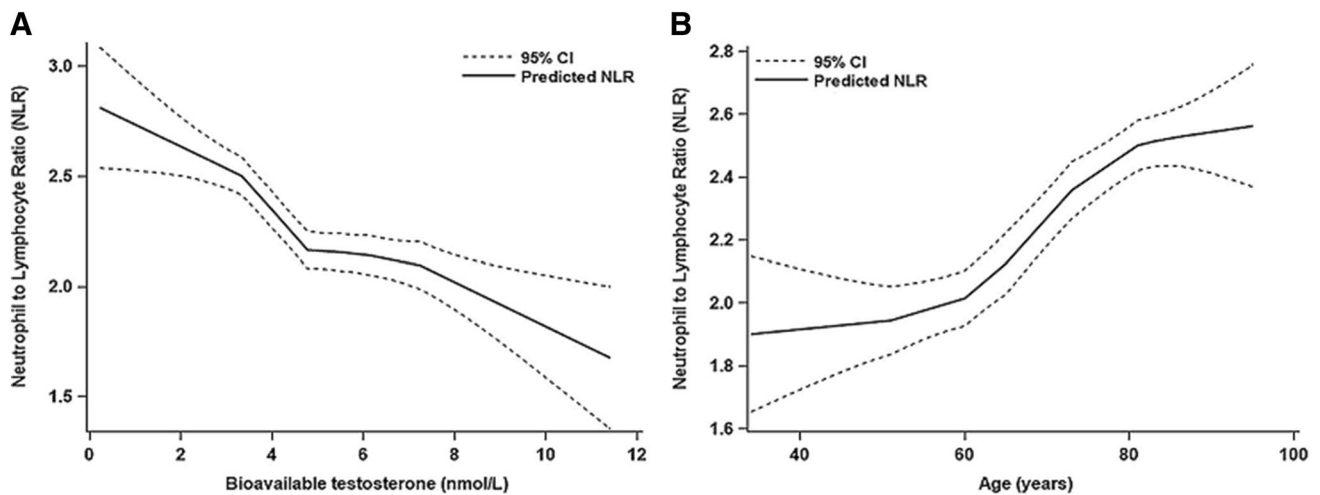 A
Neutrophil to Lymphocyte Ratio (NLR)
3.0
2.5
2.0
1.5
95% CI
Predicted NLR
0 2 4 6 8 10 12
Bioavailable testosterone (nmol/L)
B
Neutrophil to Lymphocyte Ratio (NLR)
2.8
2.6
2.4
2.2
2.0
1.8
1.6
95% CI
Predicted NLR
40 60 80 100
Age (years)